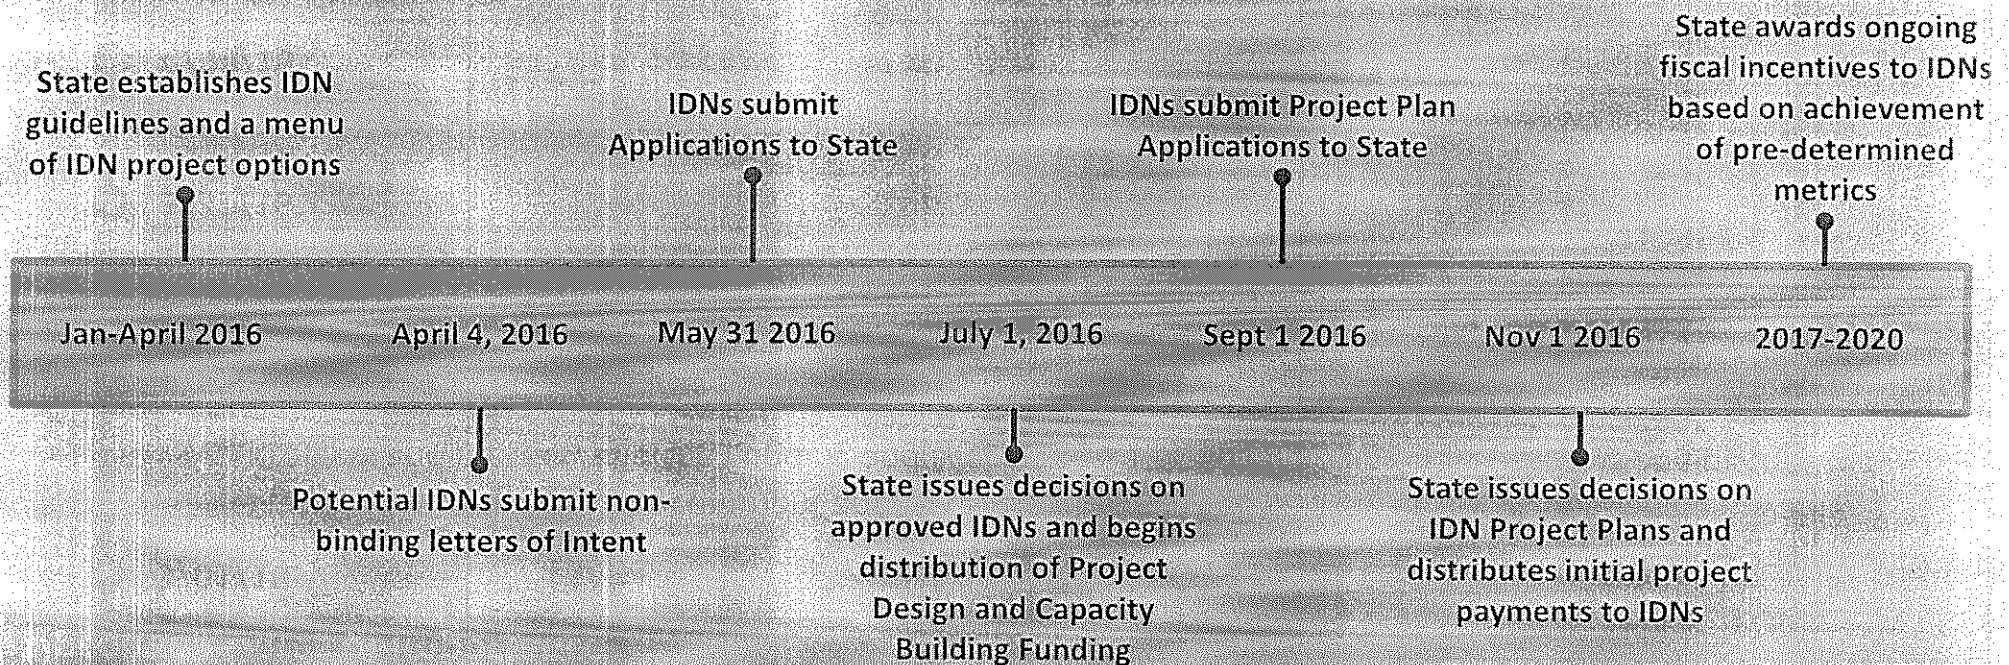 State establishes IDN
guidelines and a menu
of IDN project options
IDNs submit
Applications to State
IDNs submit Project Plan
Applications to State
State awards ongoing
fiscal incentives to IDNs
based on achievement
of pre-determined
metrics
Jan-April 2016
April 4, 2016
May 31 2016
July 1, 2016
Sept 1 2016
Nov 1 2016
2017-2020
Potential IDNs submit non-
binding letters of Intent
State issues decisions on
approved IDNs and begins
distribution of Project
Design and Capacity
Building Funding
State issues decisions on
IDN Project Plans and
distributes initial project
payments to IDNs